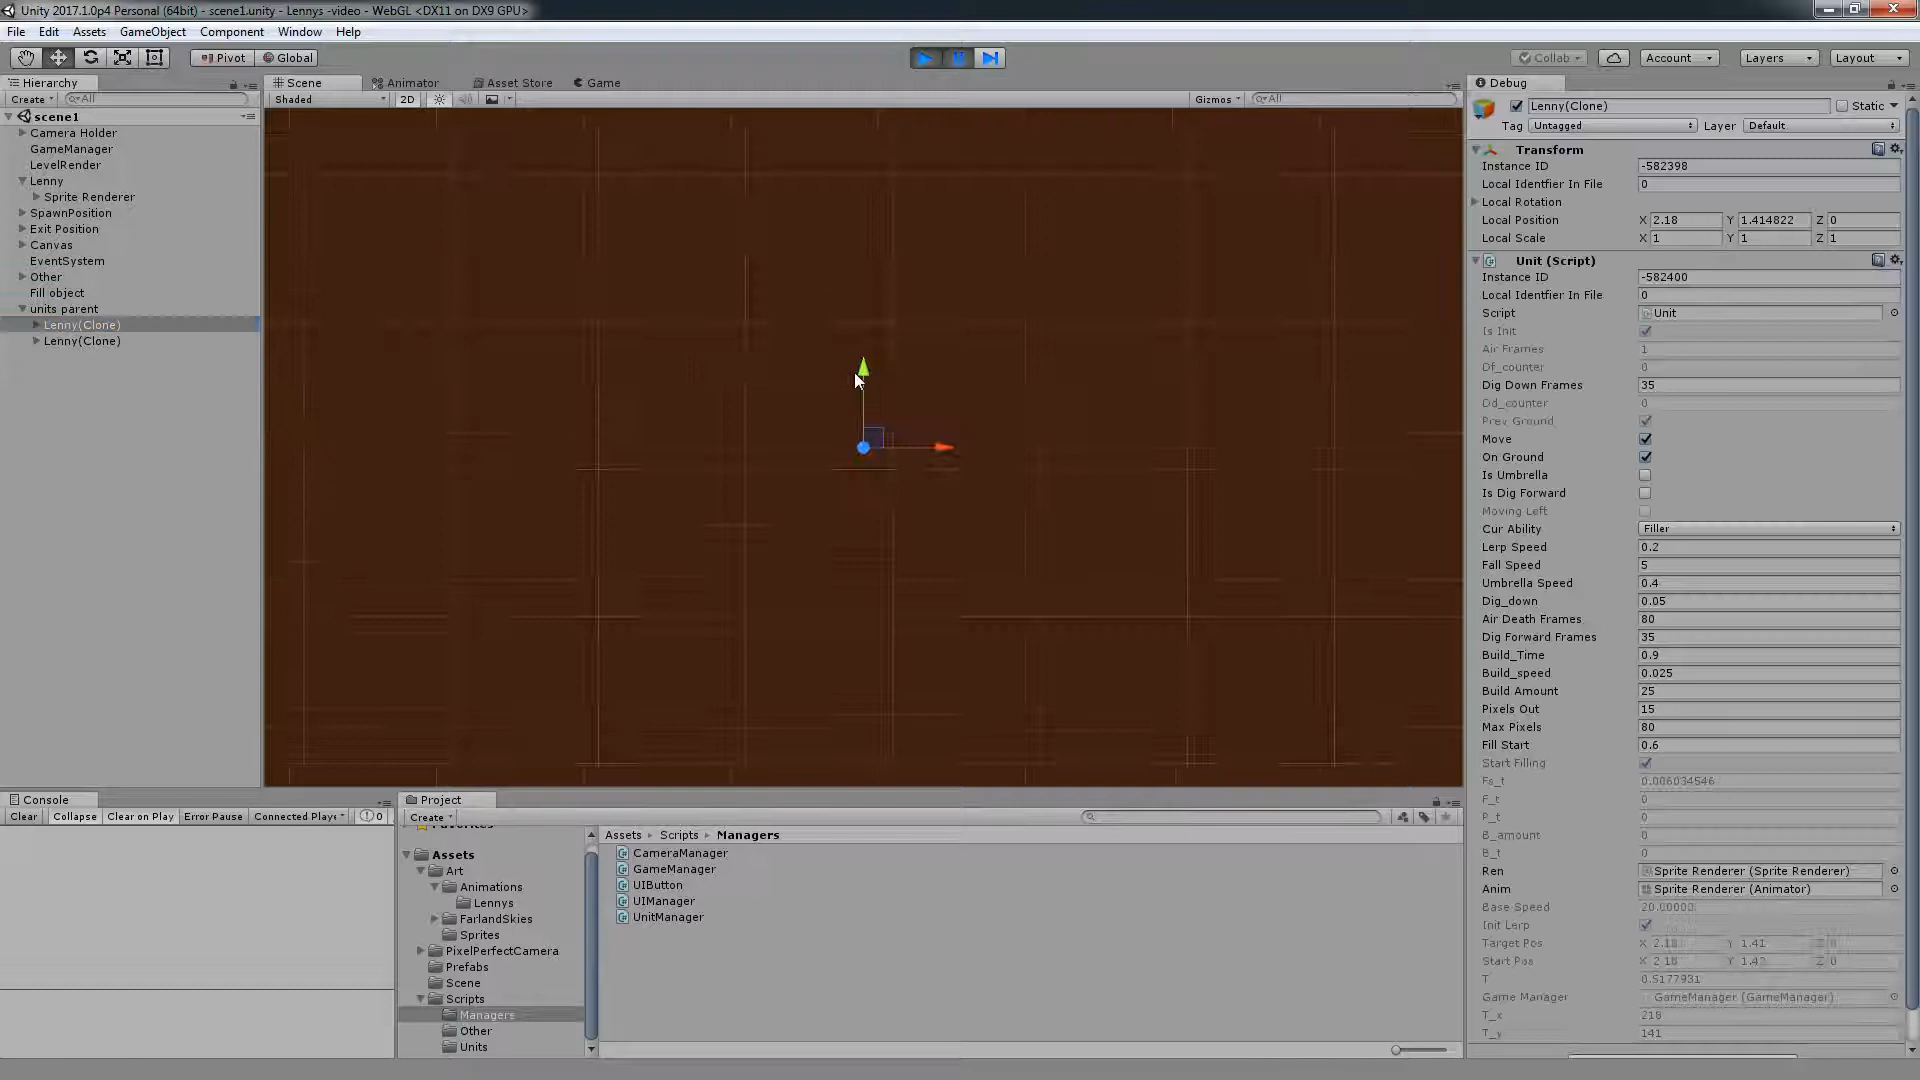 Unity 2017.1.0p4 Personal (64bit) - scene1.unity - Lennys -video - WebGL <DX11 on DX9 GPU>
File Edit Assets GameObject Component Window Help
Pivot Global Collab Account Layers Layout
Hierarchy
Create All
scene1
Camera Holder
GameManager
LevelRender
Lenny
Sprite Renderer
SpawnPosition
Exit Position
Canvas
EventSystem
Other
Fill object
units parent
Lenny(Clone)
Lenny(Clone)
Scene Animator Asset Store Game
Shaded 2D Gizmos All
Debug
Lenny(Clone) Static
Tag Untagged Layer Default
Transform
Instance ID -582398
Local Identfier In File 0
Local Rotation
Local Position X 2.18 Y 1.414822 Z 0
Local Scale X 1 Y 1 Z 1
Unit (Script)
Instance ID -582400
Local Identfier In File 0
Script Unit
Is Init
Air Frames 1
Df_counter 0
Dig Down Frames 35
Dd_counter 0
Prev Ground
Move
On Ground
Is Umbrella
Is Dig Forward
Moving Left
Cur Ability Filler
Lerp Speed 0.2
Fall Speed 5
Umbrella Speed 0.4
Dig_down 0.05
Air Death Frames 80
Dig Forward Frames 35
Build_Time 0.9
Build_speed 0.025
Build Amount 25
Pixels Out 15
Max Pixels 80
Fill Start 0.6
Start Filling
Fs_t 0.006034546
F_t 0
P_t 0
B_amount 0
B_t 0
Ren Sprite Renderer (Sprite Renderer)
Anim Sprite Renderer (Animator)
Base Speed 20.00000
Init Lerp
Target Pos X 2.18 Y 1.41 Z
Start Pos X 2.18 Y 1.42 Z 0
T 0.5177931
Game Manager GameManager (GameManager)
T_x 218
T_y 141
Console
Clear Collapse Clear on Play Error Pause Connected Playe 0
Project
Create
Favorites
Assets
Art
Animations
Lennys
FarlandSkies
Sprites
PixelPerfectCamera
Prefabs
Scene
Scripts
Managers
Other
Units
Assets Scripts Managers
CameraManager
GameManager
UIButton
UIManager
UnitManager